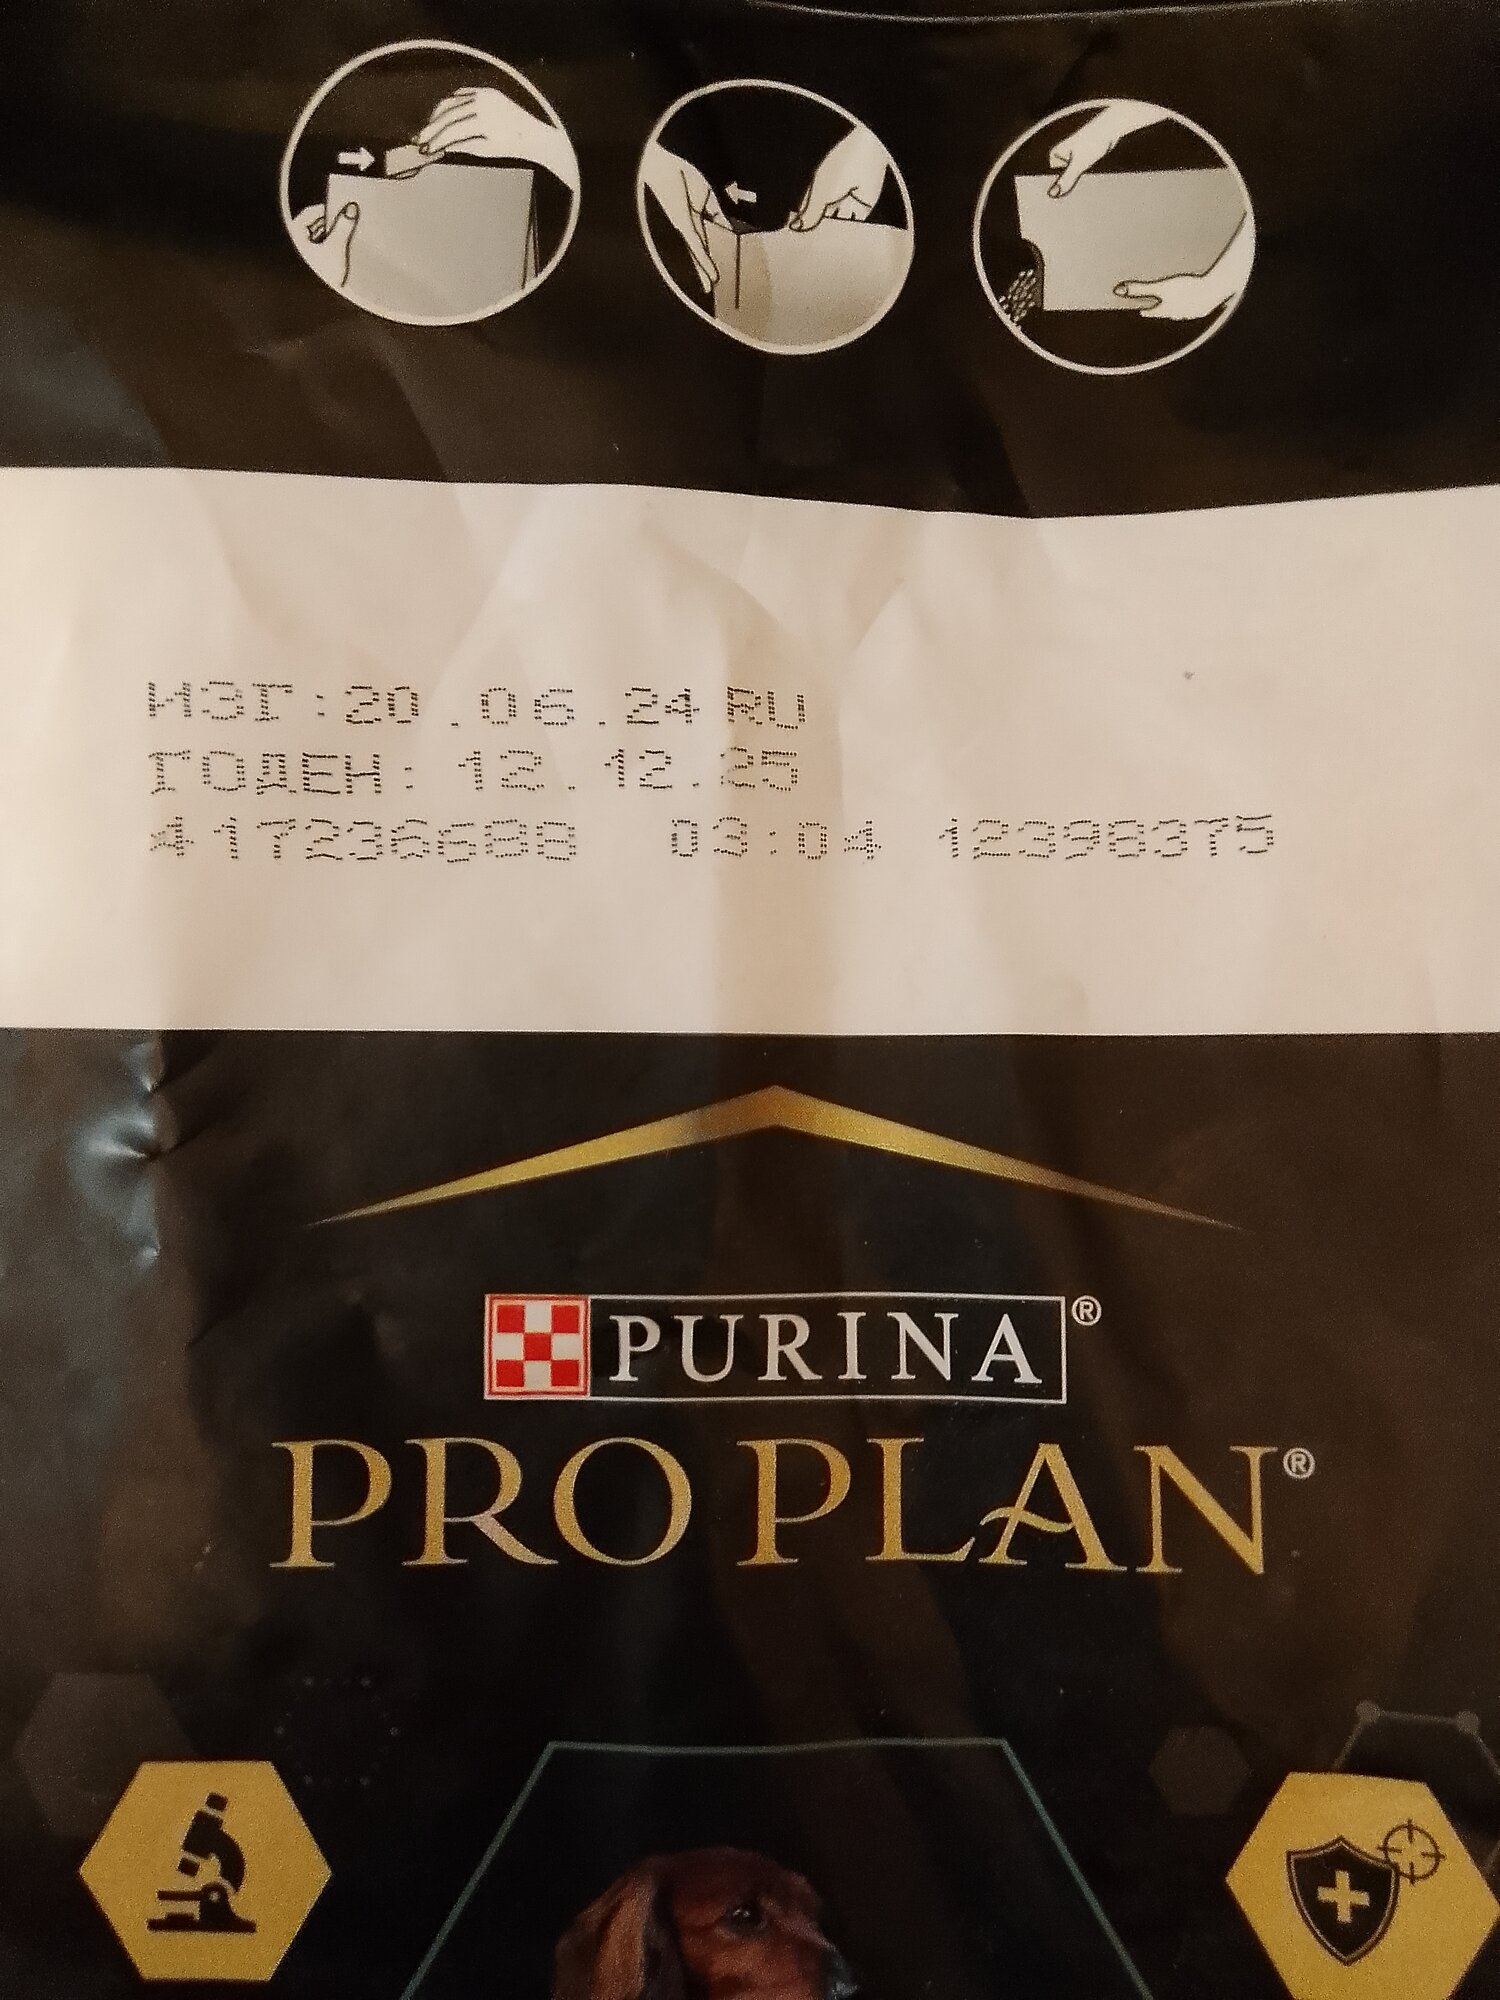 ИЗГ:20.06.24 RU
ГОДЕН: 12.12.25
417236688 03:04 12398375
PURINA®
PRO PLAN®